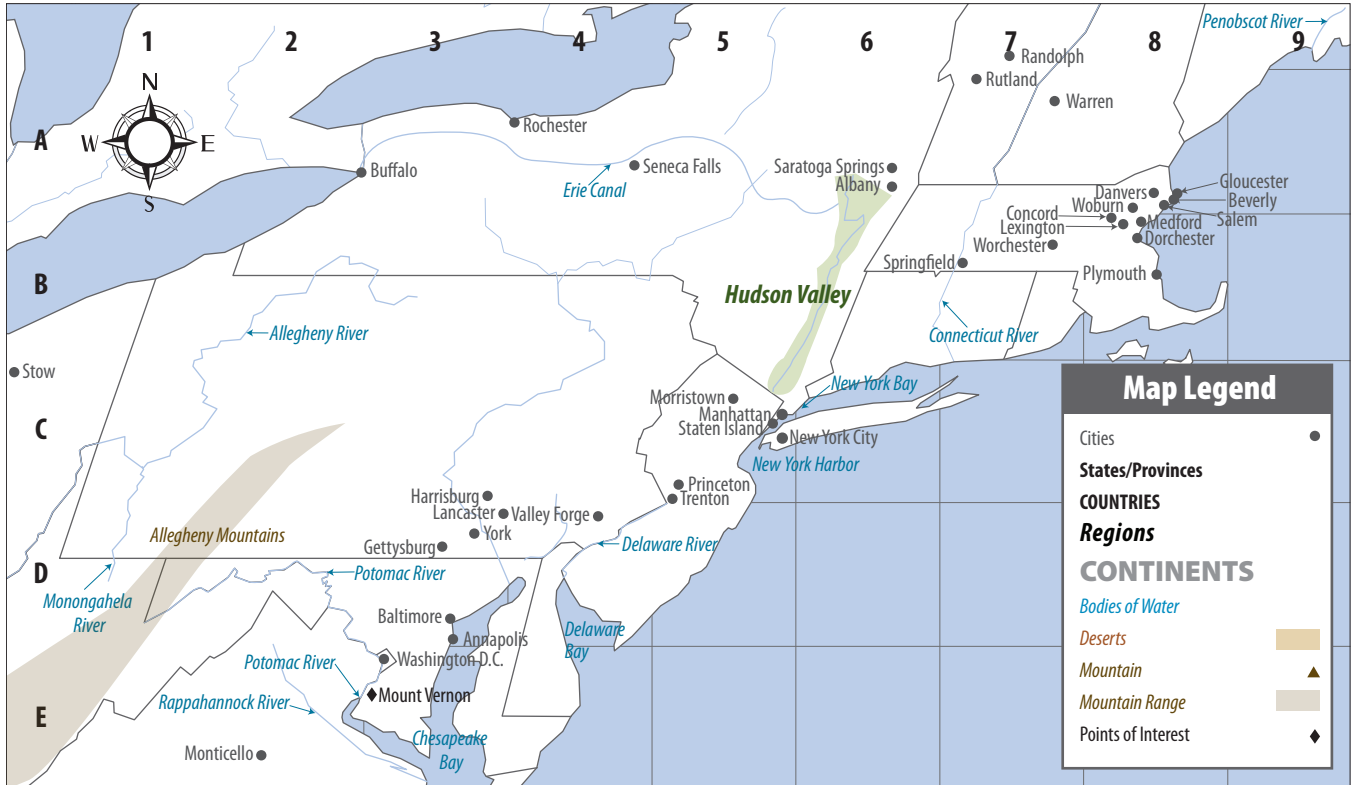 1 2 3 4 5 6 7 8 9
Penobscot River
N
W E
S
A
B
C
D
E
Randolph
Rutland
Warren
Rochester
Buffalo
Seneca Falls
Erie Canal
Saratoga Springs
Albany
Danvers
Gloucester
Woburn
Beverly
Concord
Salem
Medford
Lexington
Dorchester
Worchester
Springfield
Plymouth
Hudson Valley
Allegheny River
Connecticut River
Stow
New York Bay
Morristown
Manhattan
Staten Island
New York City
New York Harbor
Princeton
Trenton
Harrisburg
Lancaster
Valley Forge
York
Gettysburg
Allegheny Mountains
Delaware River
Potomac River
Monongahela
River
Baltimore
Annapolis
Delaware
Bay
Washington D.C.
Potomac River
Mount Vernon
Rappahannock River
Chesapeake
Bay
Monticello
Map Legend
Cities
States/Provinces
COUNTRIES
Regions
CONTINENTS
Bodies of Water
Deserts
Mountain
Mountain Range
Points of Interest